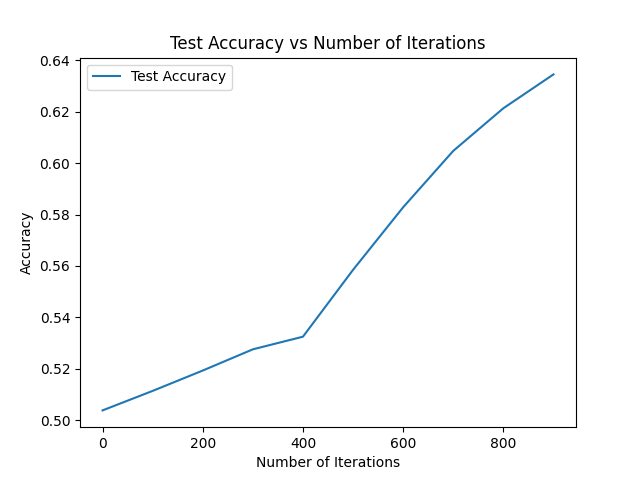 Test Accuracy vs Number of Iterations
Test Accuracy
0.64
0.62
0.60
0.58
0.56
0.54
0.52
0.50
Accuracy
0 200 400 600 800
Number of Iterations